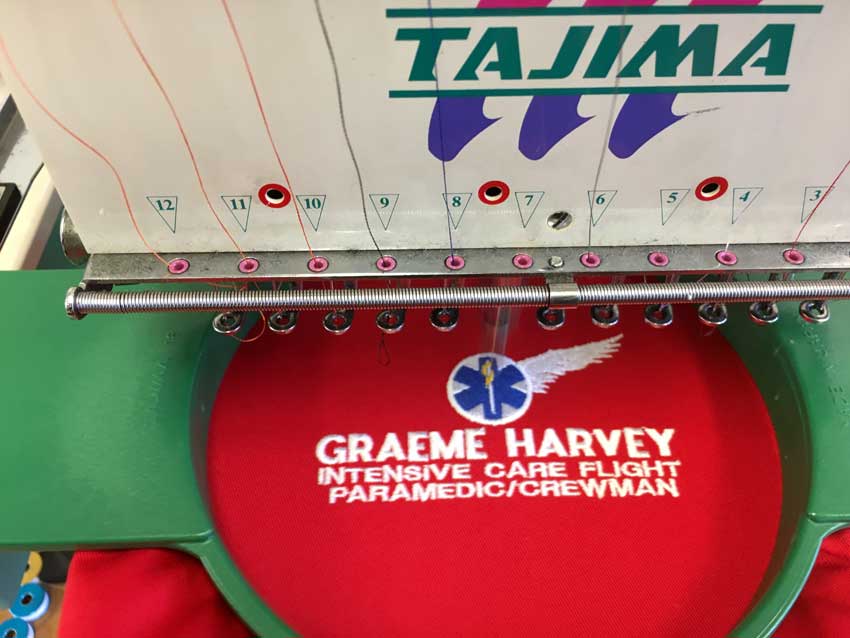 TAJIMA
12 11 10 9 8 7 6 5 4 3
GRAEME HARVEY
INTENSIVE CARE FLIGHT
PARAMEDIC/CREWMAN